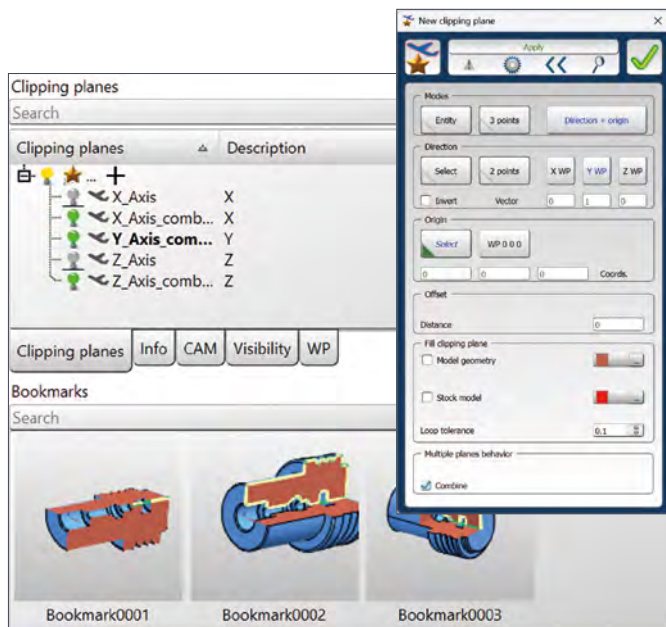 Clipping planes
Search
Clipping planes Description
...
X_Axis X
X_Axis_comb... X
Y_Axis_com... Y
Z_Axis Z
Z_Axis_comb... Z
Clipping planes Info CAM Visibility WP
Bookmarks
Search
Bookmark0001 Bookmark0002 Bookmark0003
New clipping plane
Apply
Modes
Entity 3 points Direction + origin
Direction
Select 2 points X WP Y WP Z WP
Invert Vector 0 1 0
Origin
Select WP 0 0 0
0 0 0 Coords.
Offset
Distance 0
Fill clipping plane
Model geometry ...
Stock model ...
Loop tolerance 0.1
Multiple planes behavior
Combine